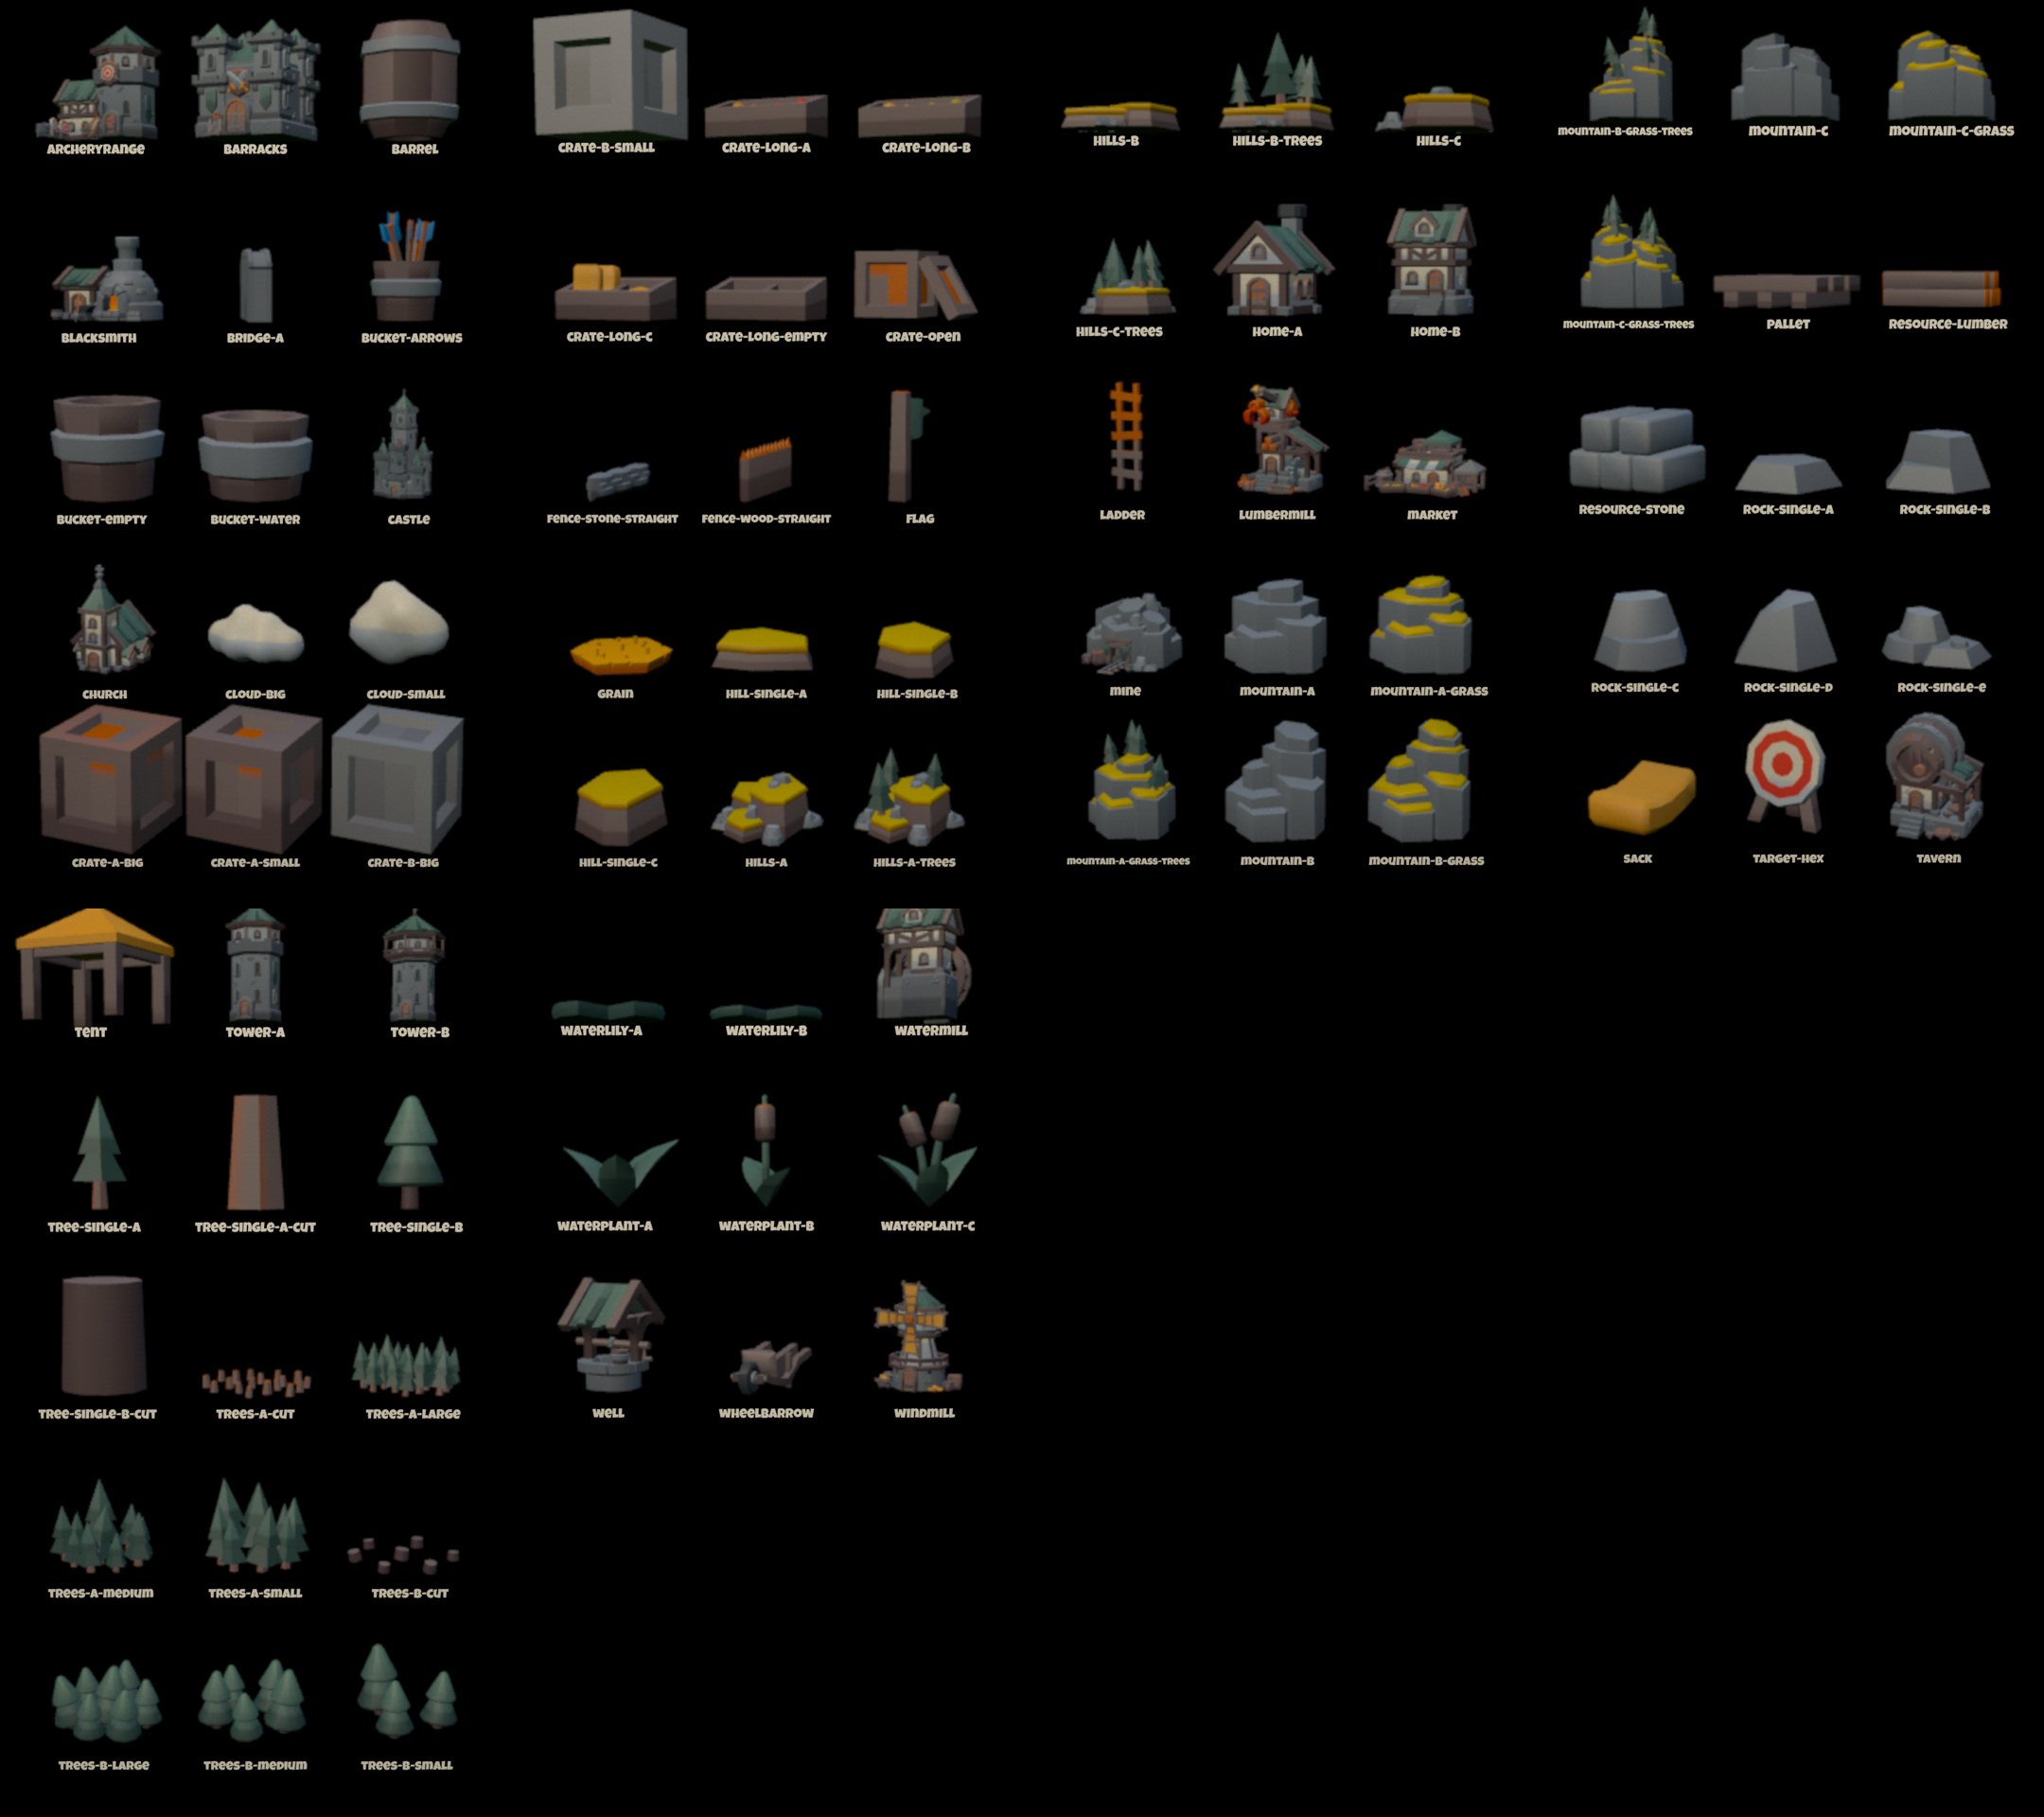 ARCHERYRANGE BARRACKS BARREL CRATE-B-SMALL CRATE-LONG-A CRATE-LONG-B HILLS-B HILLS-B-TREES HILLS-C MOUNTAIN-B-GRASS-TREES MOUNTAIN-C MOUNTAIN-C-GRASS
BLACKSMITH BRIDGE-A BUCKET-ARROWS CRATE-LONG-C CRATE-LONG-EMPTY CRATE-OPEN HILLS-C-TREES HOME-A HOME-B MOUNTAIN-C-GRASS-TREES PALLET RESOURCE-LUMBER
BUCKET-EMPTY BUCKET-WATER CASTLE FENCE-STONE-STRAIGHT FENCE-WOOD-STRAIGHT FLAG LADDER LUMBERMILL MARKET RESOURCE-STONE ROCK-SINGLE-A ROCK-SINGLE-B
CHURCH CLOUD-BIG CLOUD-SMALL GRAIN HILL-SINGLE-A HILL-SINGLE-B MINE MOUNTAIN-A MOUNTAIN-A-GRASS ROCK-SINGLE-C ROCK-SINGLE-D ROCK-SINGLE-E
CRATE-A-BIG CRATE-A-SMALL CRATE-B-BIG HILL-SINGLE-C HILLS-A HILLS-A-TREES MOUNTAIN-A-GRASS-TREES MOUNTAIN-B MOUNTAIN-B-GRASS SACK TARGET-HEX TAVERN
TENT TOWER-A TOWER-B WATERLILY-A WATERLILY-B WATERMILL
TREE-SINGLE-A TREE-SINGLE-A-CUT TREE-SINGLE-B WATERPLANT-A WATERPLANT-B WATERPLANT-C
TREE-SINGLE-B-CUT TREES-A-CUT TREES-A-LARGE WELL WHEELBARROW WINDMILL
TREES-A-MEDIUM TREES-A-SMALL TREES-B-CUT
TREES-B-LARGE TREES-B-MEDIUM TREES-B-SMALL